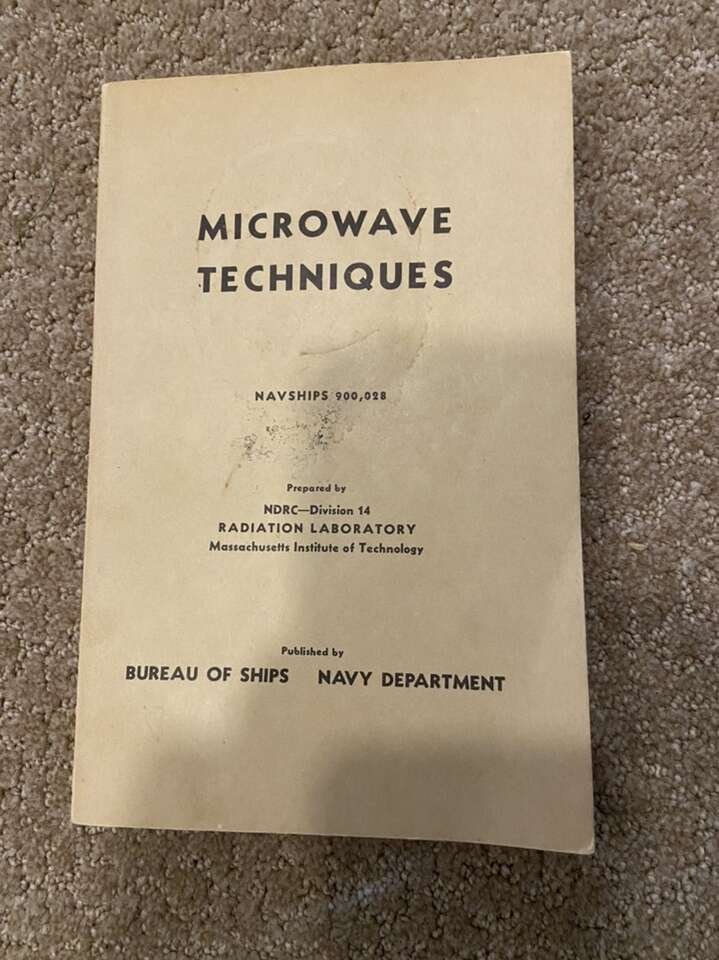 MICROWAVE
TECHNIQUES
NAVSHIPS 900,028
Prepared by
NDRC—Division 14
RADIATION LABORATORY
Massachusetts Institute of Technology
Published by
BUREAU OF SHIPS NAVY DEPARTMENT